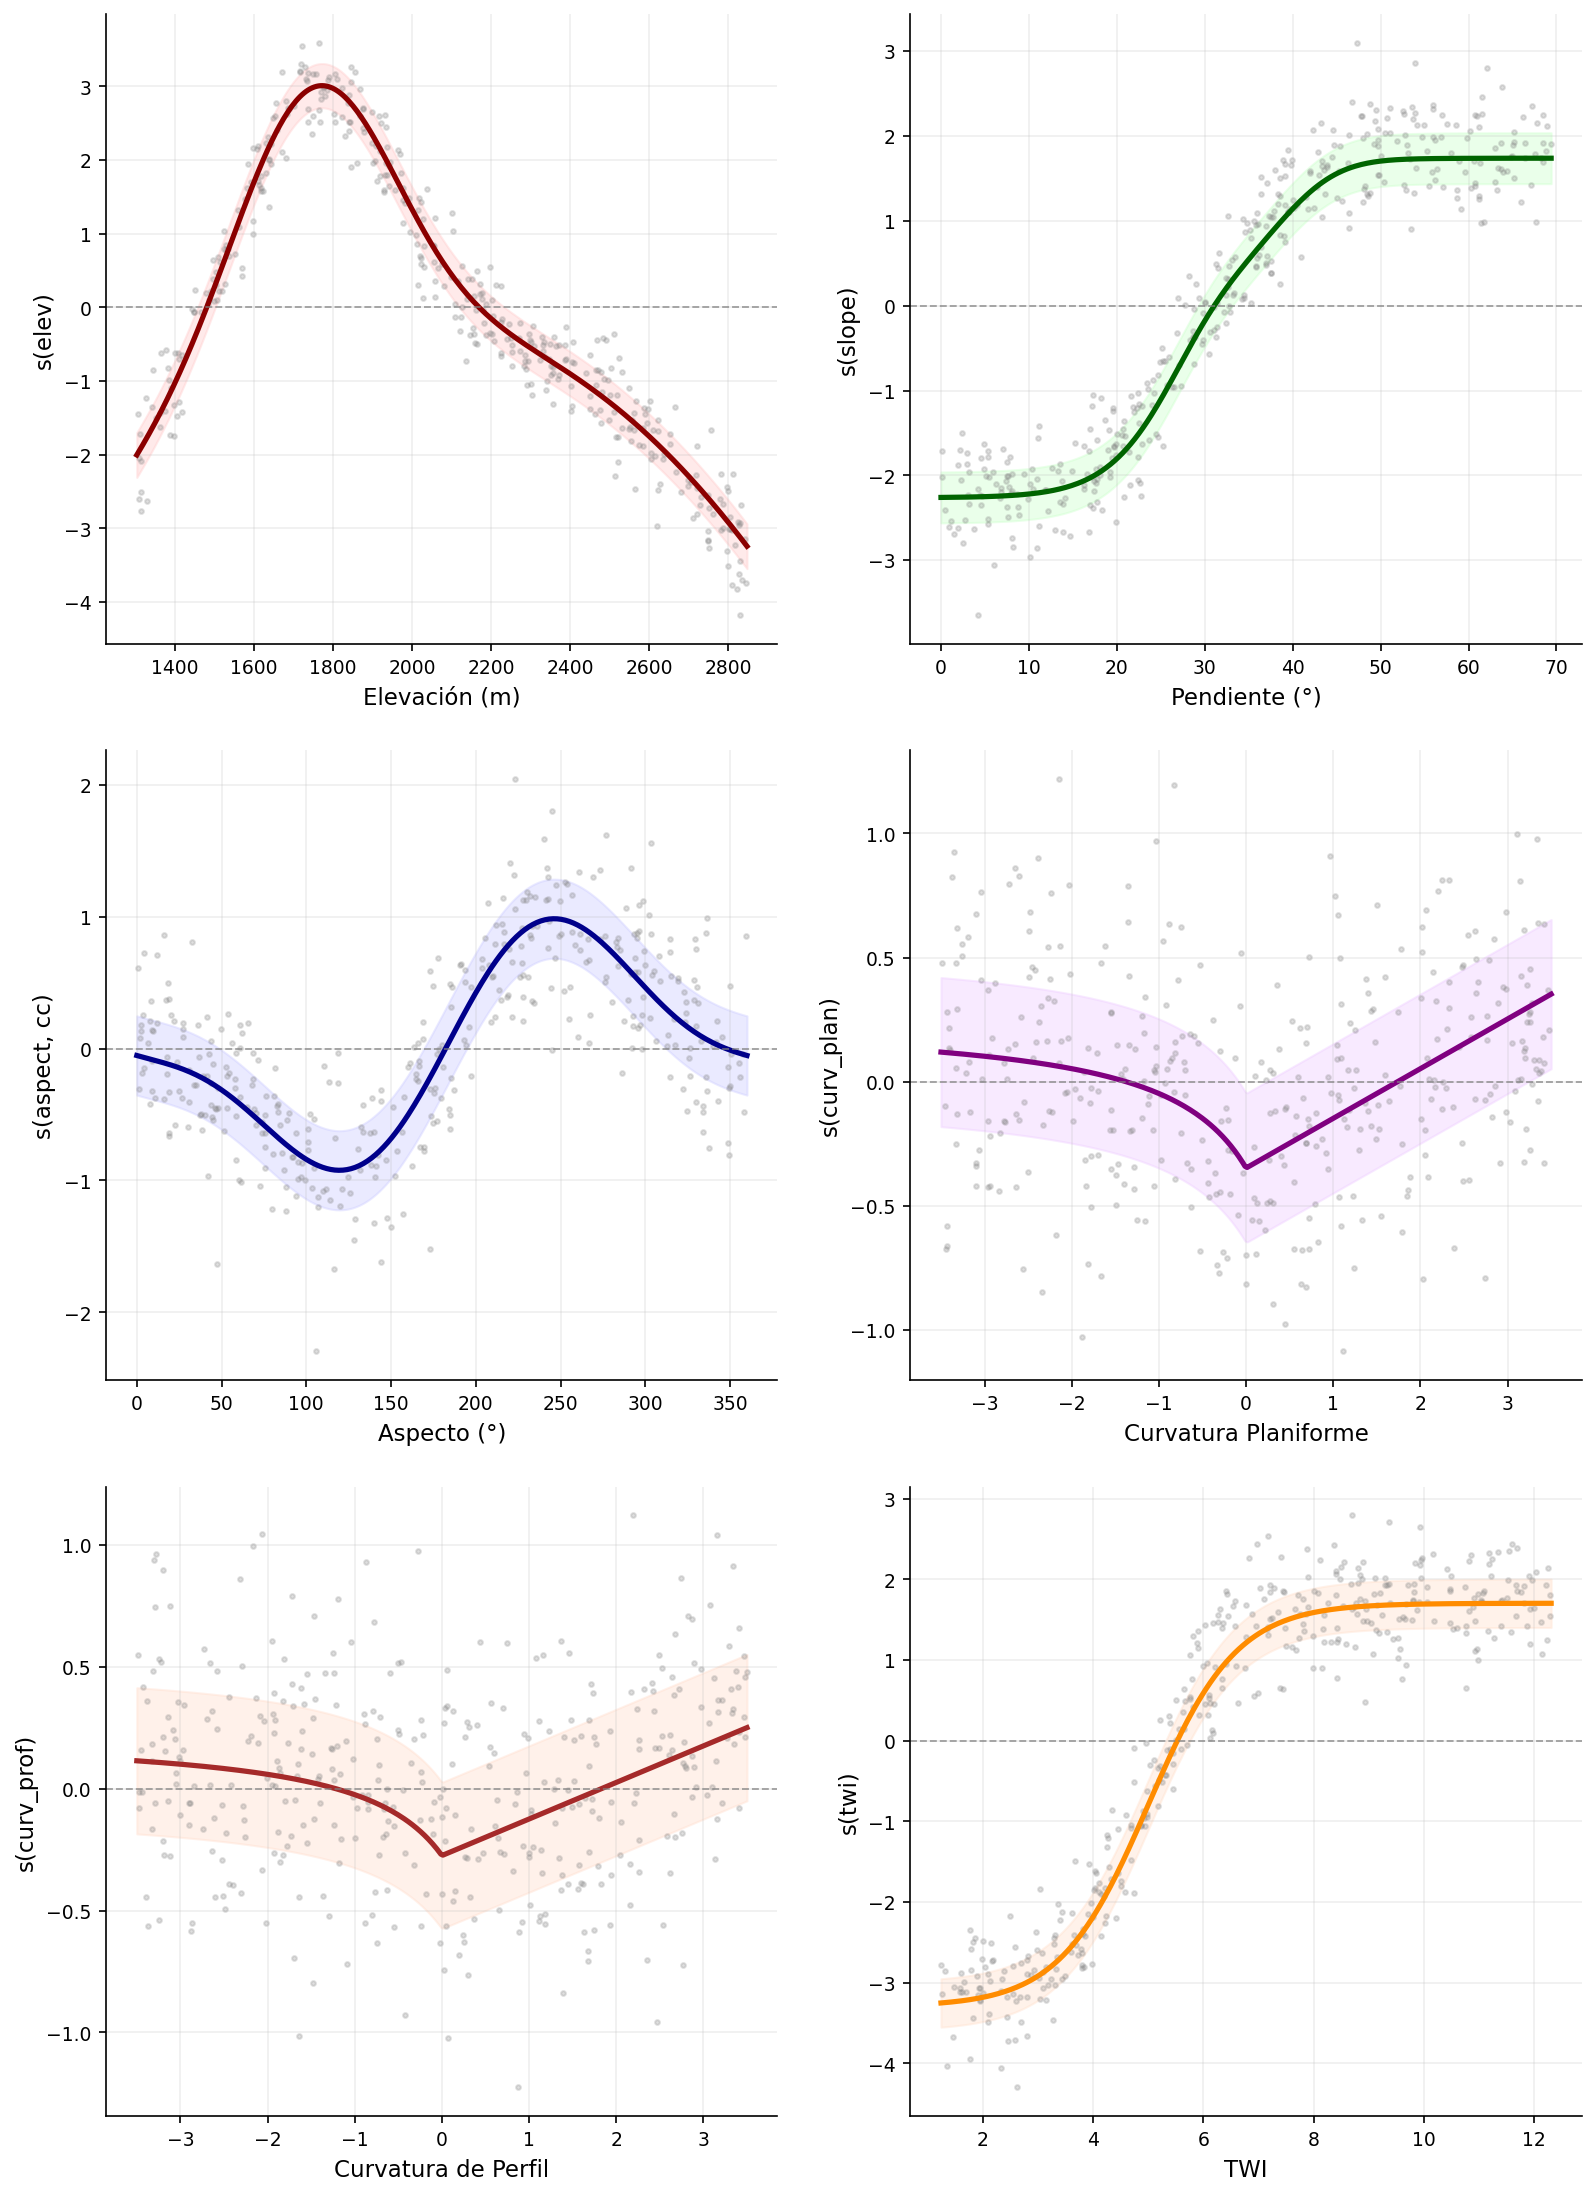 s(elev)
3
2
1
0
−1
−2
−3
−4
1400 1600 1800 2000 2200 2400 2600 2800
Elevación (m)
s(slope)
3
2
1
0
−1
−2
−3
0 10 20 30 40 50 60 70
Pendiente (°)
s(aspect, cc)
2
1
0
−1
−2
0 50 100 150 200 250 300 350
Aspecto (°)
s(curv_plan)
1.0
0.5
0.0
−0.5
−1.0
−3 −2 −1 0 1 2 3
Curvatura Planiforme
s(curv_prof)
1.0
0.5
0.0
−0.5
−1.0
−3 −2 −1 0 1 2 3
Curvatura de Perfil
s(twi)
3
2
1
0
−1
−2
−3
−4
2 4 6 8 10 12
TWI